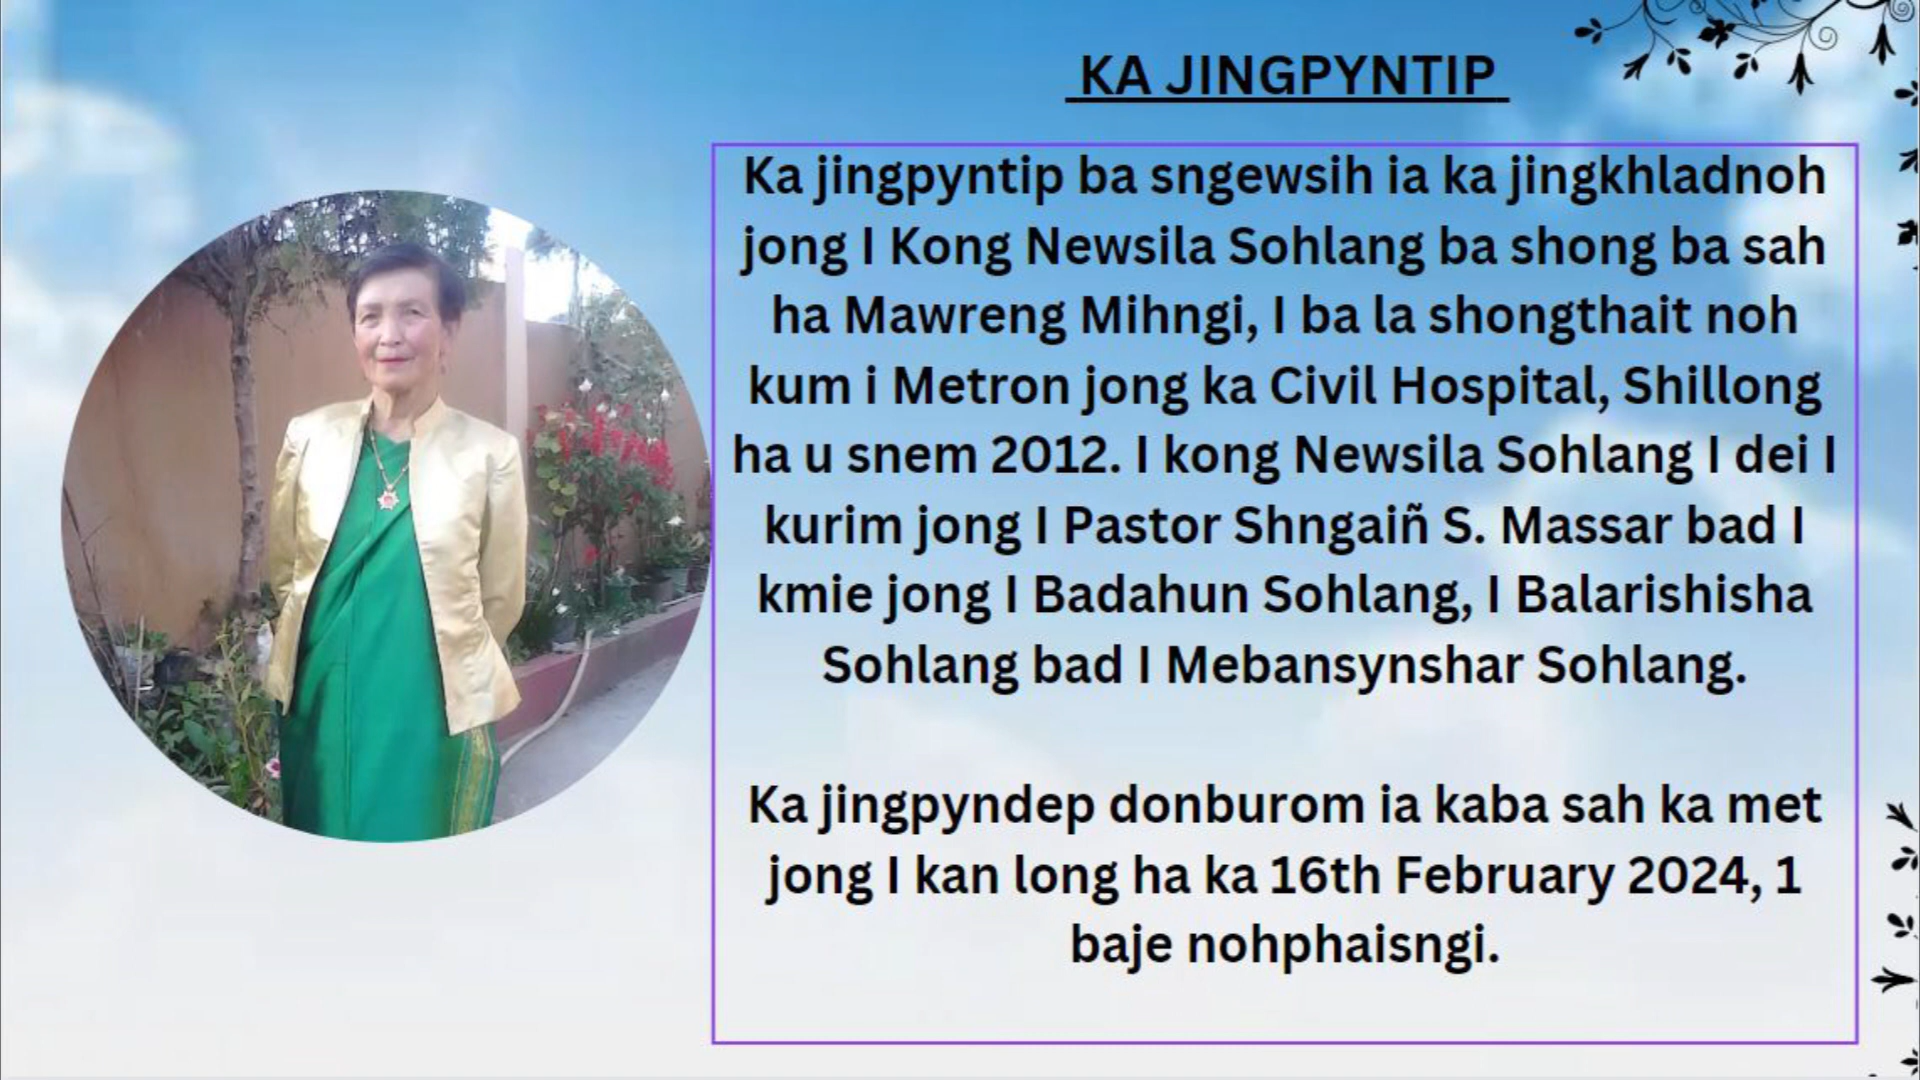 KA JINGPYNTIP
Ka jingpyntip ba sngewsih ia ka jingkhladnoh
jong I Kong Newsila Sohlang ba shong ba sah
ha Mawreng Mihngi, I ba la shongthait noh
kum i Metron jong ka Civil Hospital, Shillong
ha u snem 2012. I kong Newsila Sohlang I dei I
kurim jong I Pastor Shngaiñ S. Massar bad I
kmie jong I Badahun Sohlang, I Balarishisha
Sohlang bad I Mebansynshar Sohlang.
Ka jingpyndep donburom ia kaba sah ka met
jong I kan long ha ka 16th February 2024, 1
baje nohphaisngi.